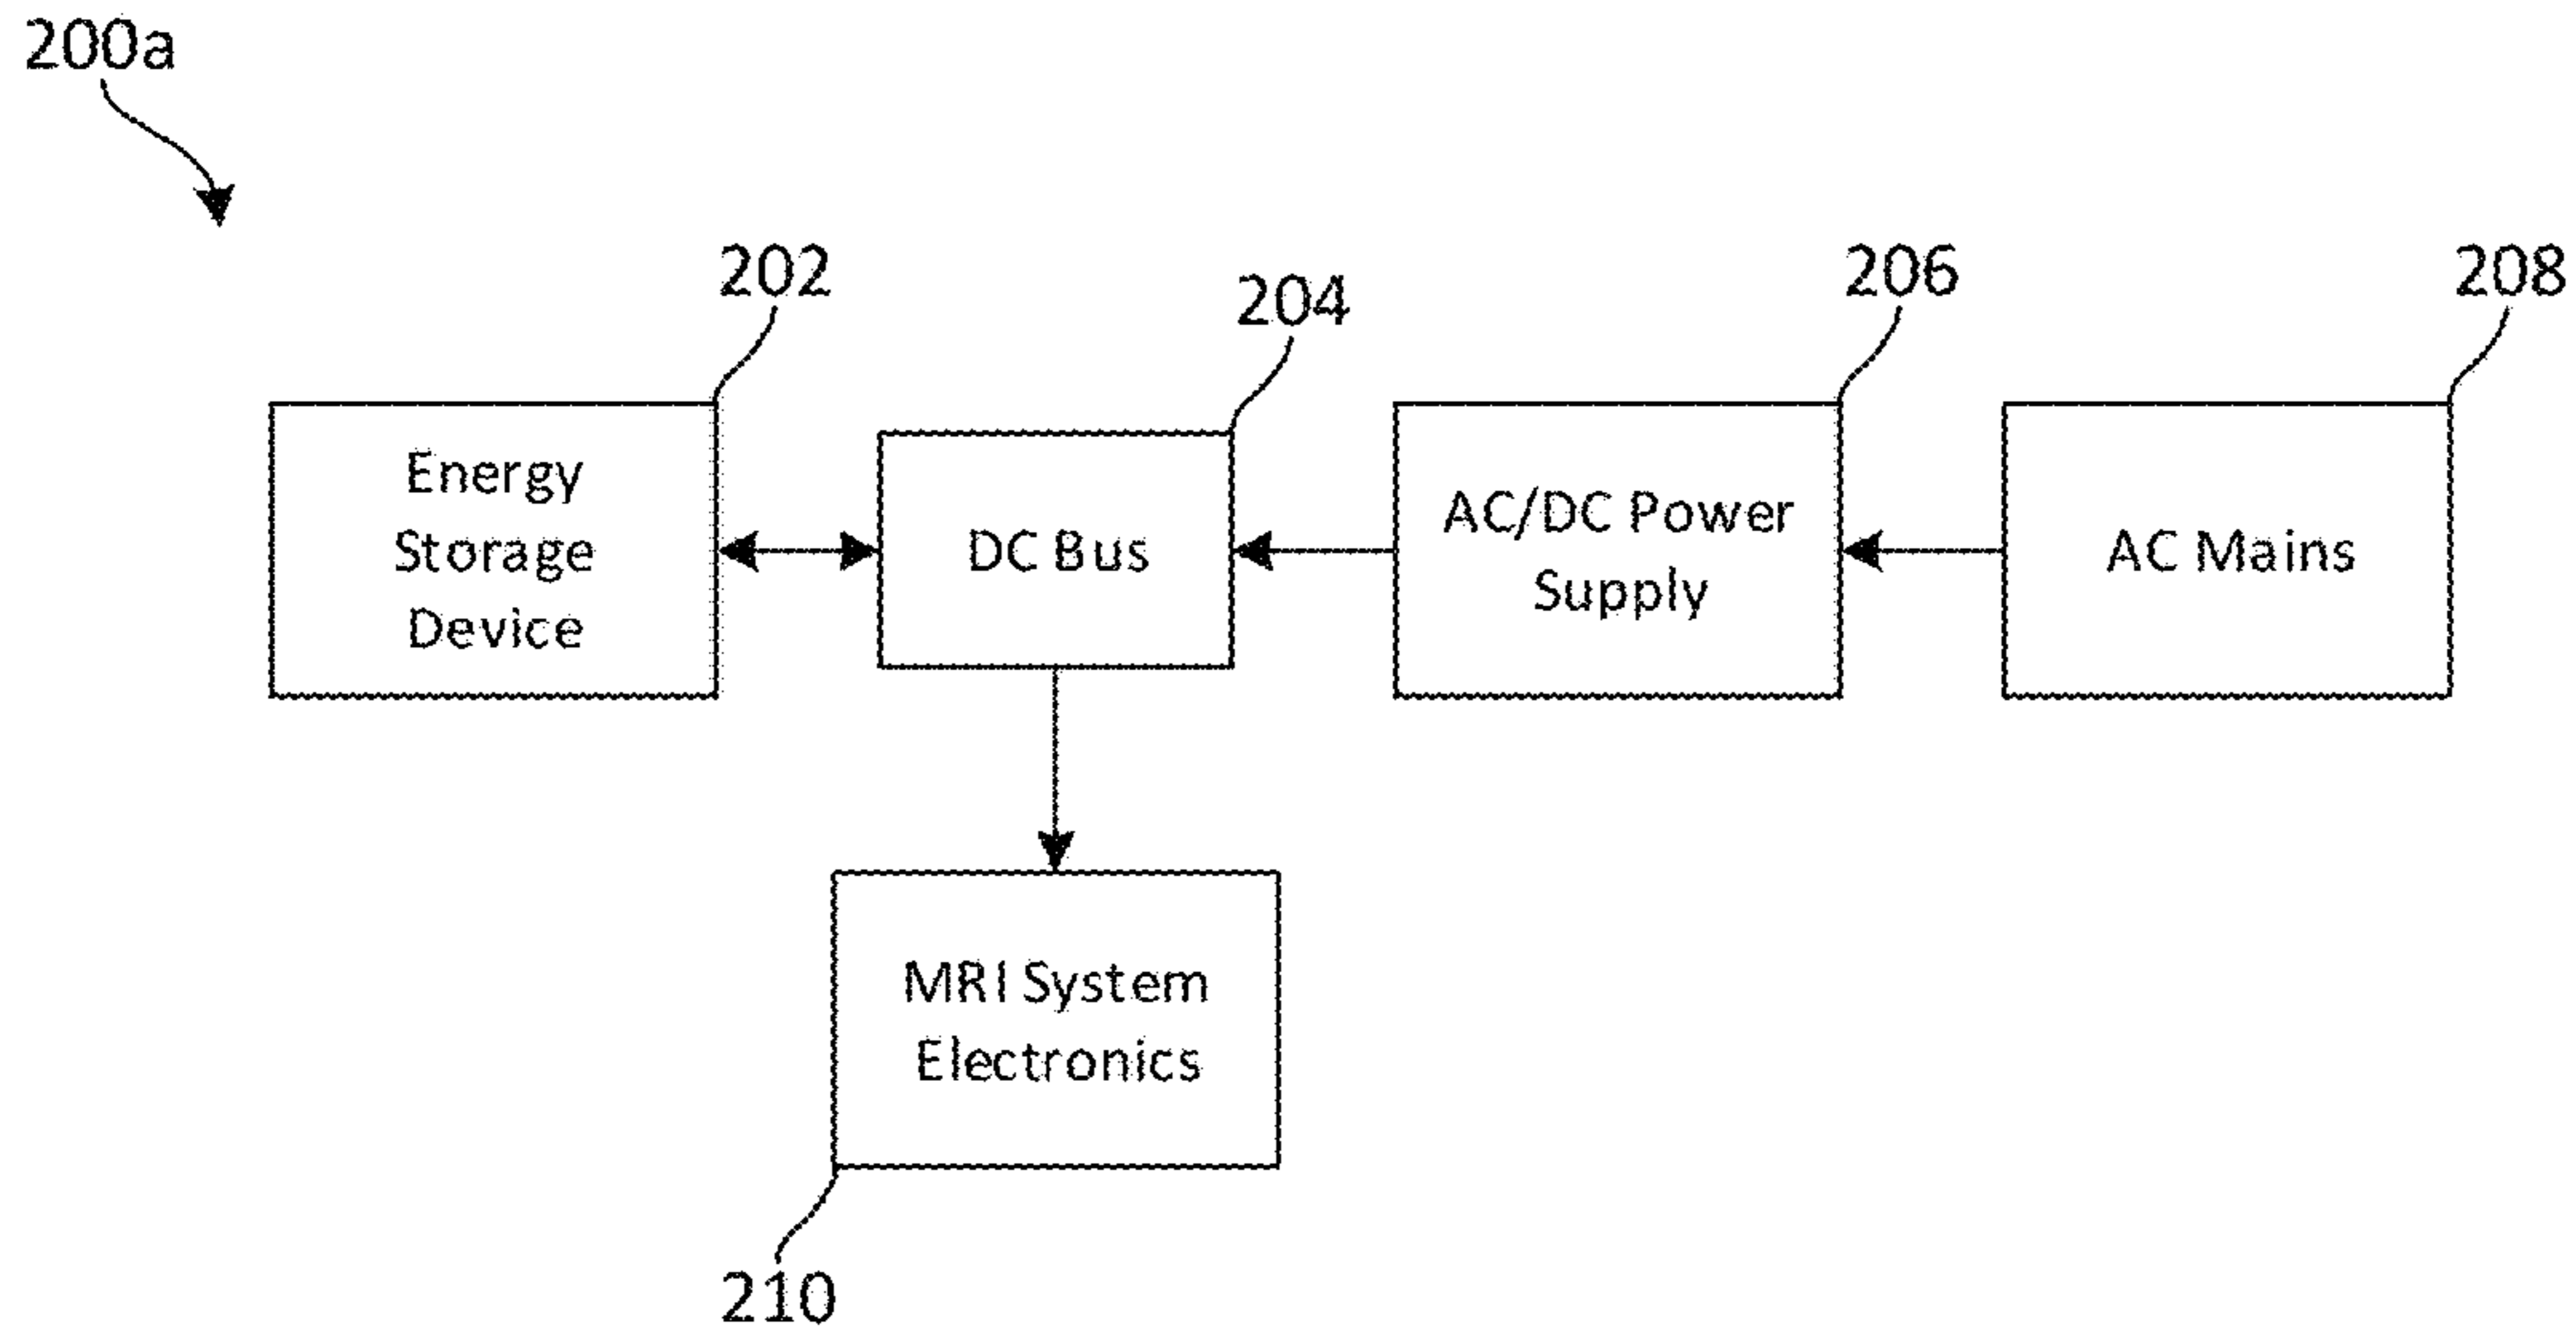 200a
202
204
206
208
Energy
Storage
Device
DC Bus
AC/DC Power
Supply
AC Mains
MRI System
Electronics
210